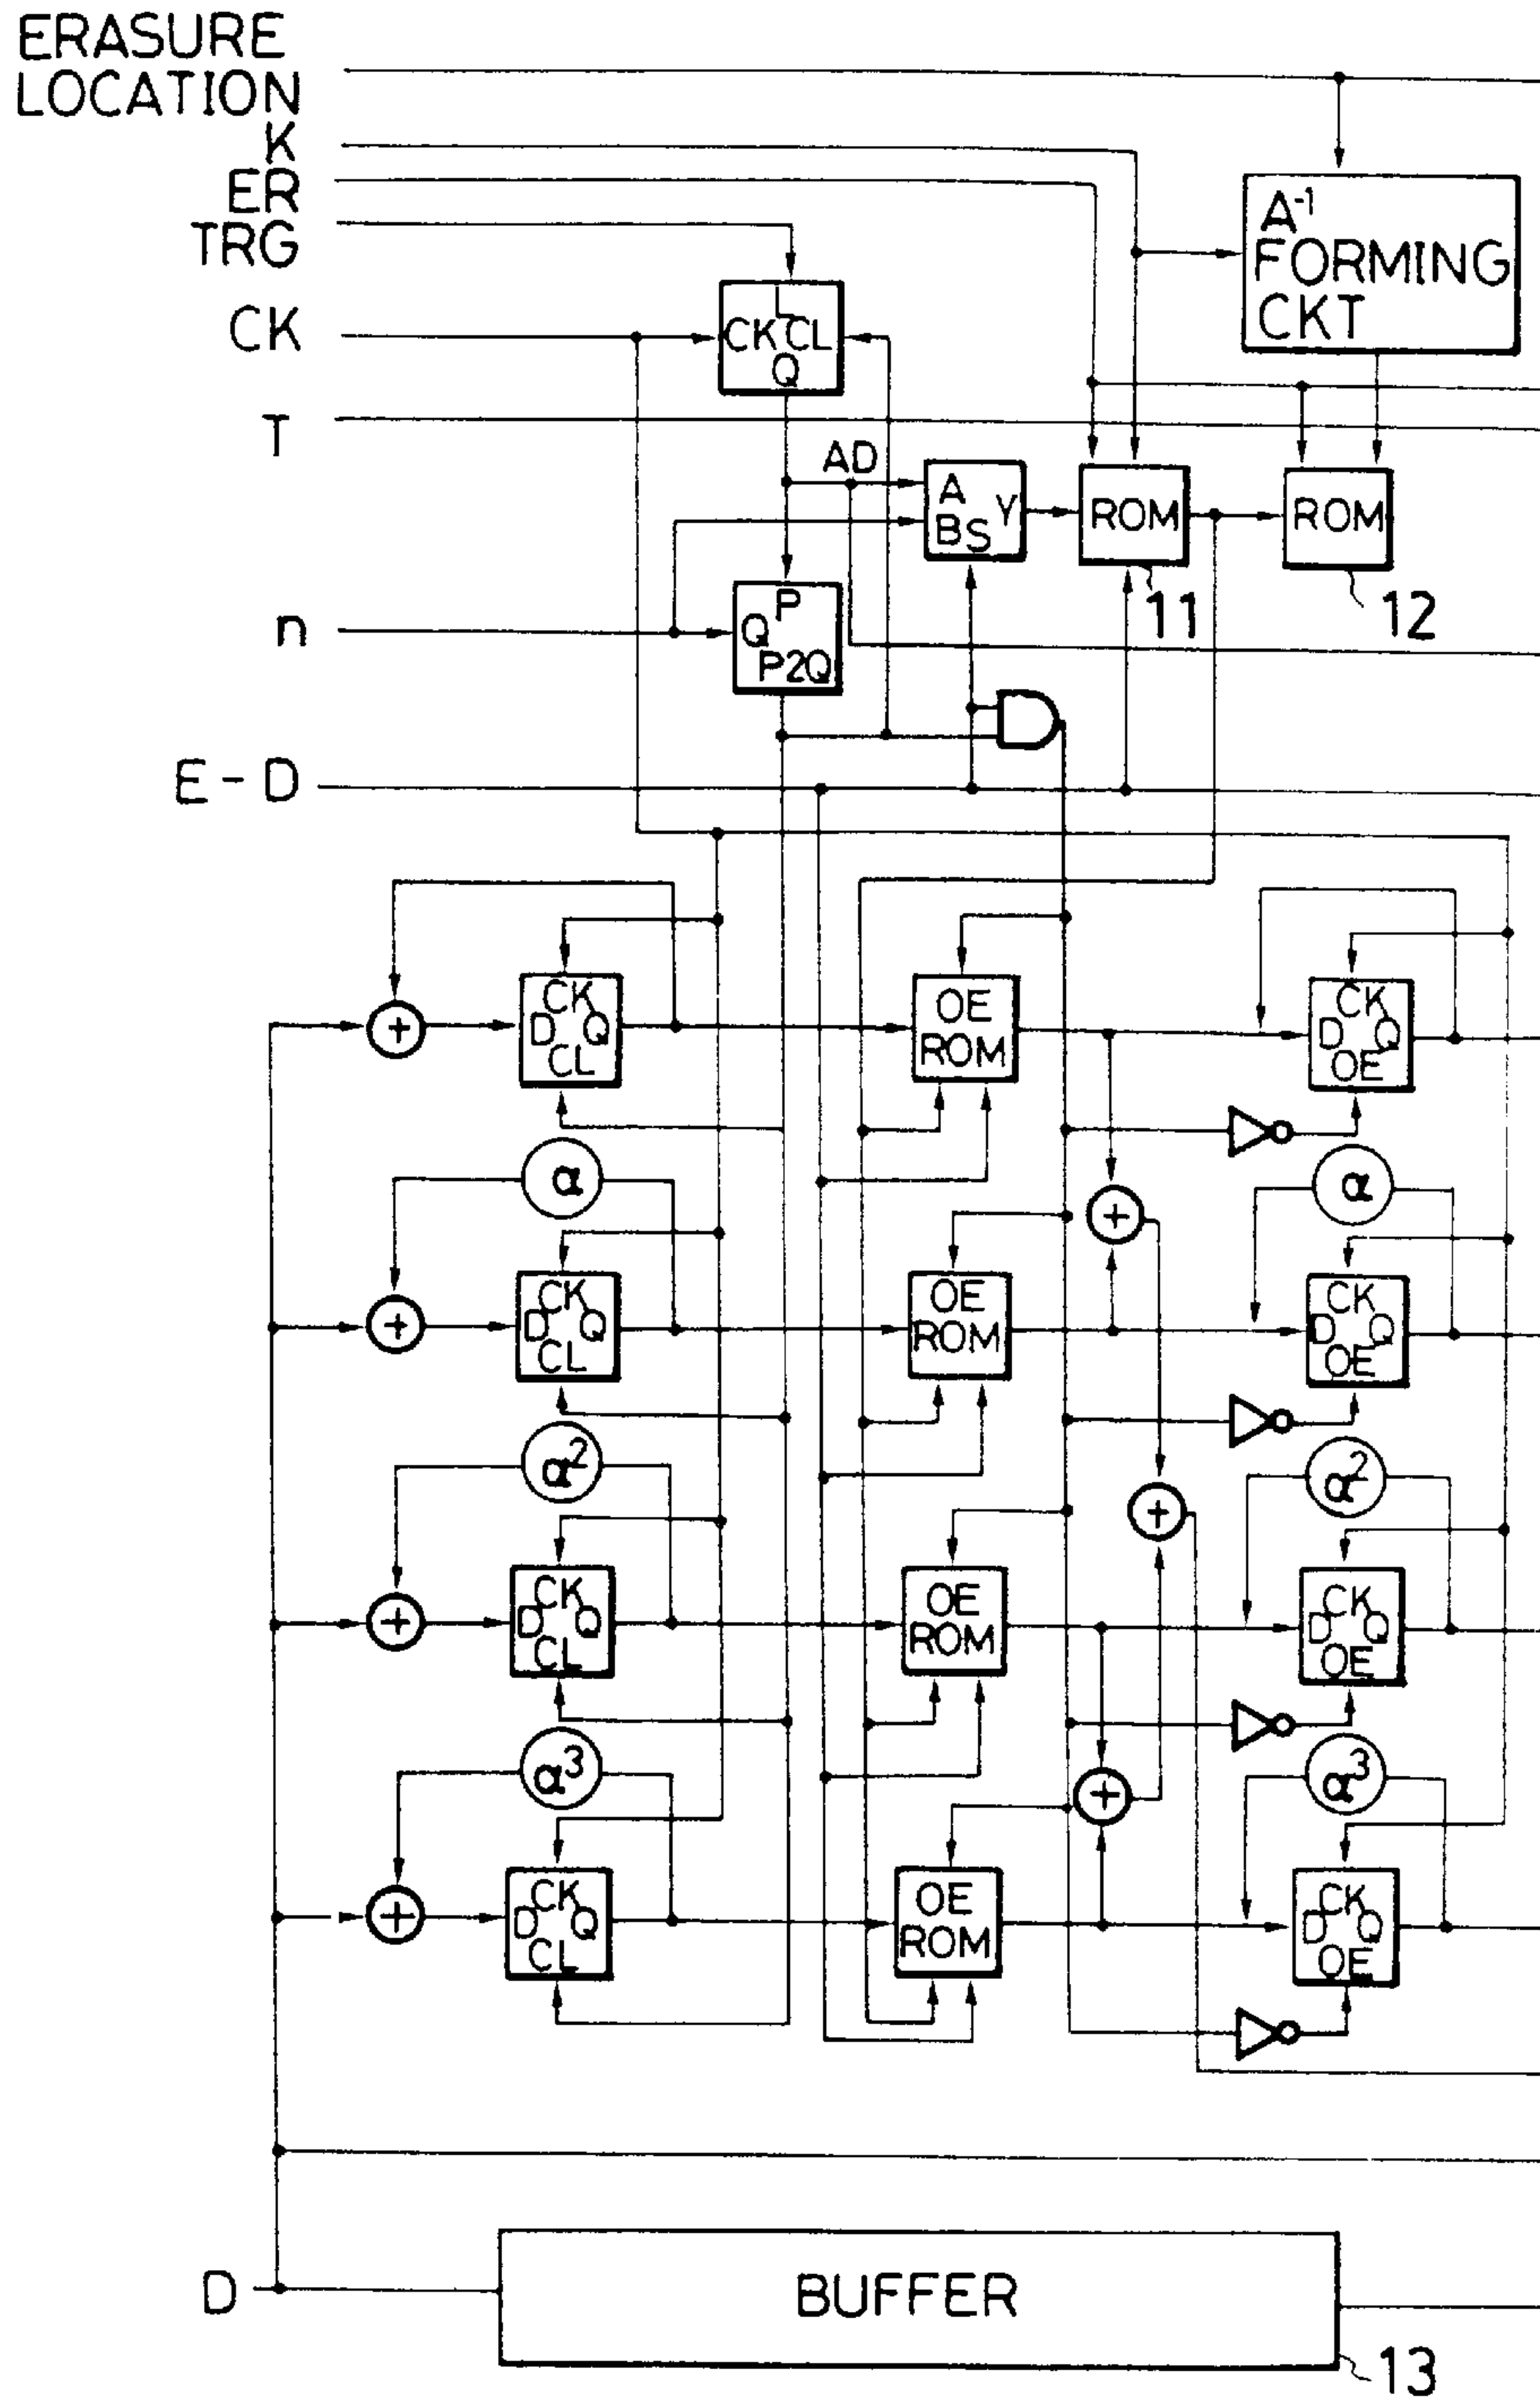 ERASURE
LOCATION
K
ER
TRG
CK
T
n
E-D
D
A⁻¹
FORMING
CKT
L
CK CL
Q
AD
A
B S Y
ROM
ROM
11
12
P
Q
P2Q
CK
D Q
CL
OE
ROM
CK
D Q
OE
+
α
α
+
+
CK
D Q
CL
OE
ROM
CK
D Q
OE
α²
α²
+
+
CK
D Q
CL
OE
ROM
CK
D Q
OE
α³
α³
+
+
CK
D Q
CL
OE
ROM
CK
D Q
OE
+
BUFFER
13